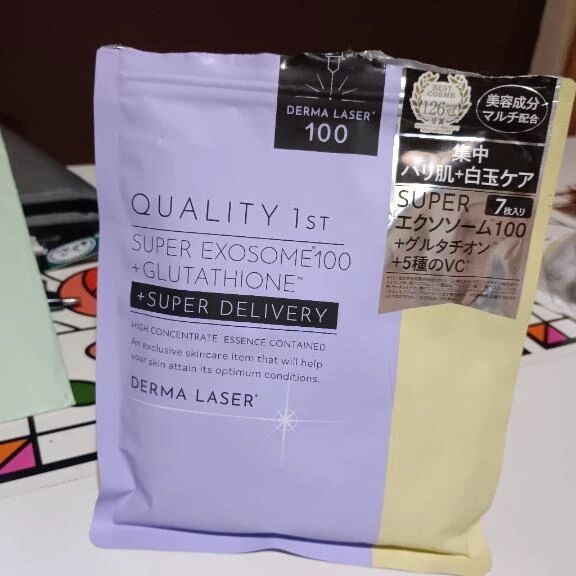 DERMA LASER*
100
QUALITY 1ST
SUPER EXOSOME*100
+GLUTATHIONE*
+SUPER DELIVERY
HIGH CONCENTRATE ESSENCE CONTAINED
An exclusive skincare item that will help
your skin attain its optimum conditions.
DERMA LASER*
BEST
COSME
126冠
受賞
美容成分*
マルチ配合
集中
ハリ肌+白玉ケア
SUPER
7枚入り
エクソソーム*100
+グルタチオン*
+5種のVC*